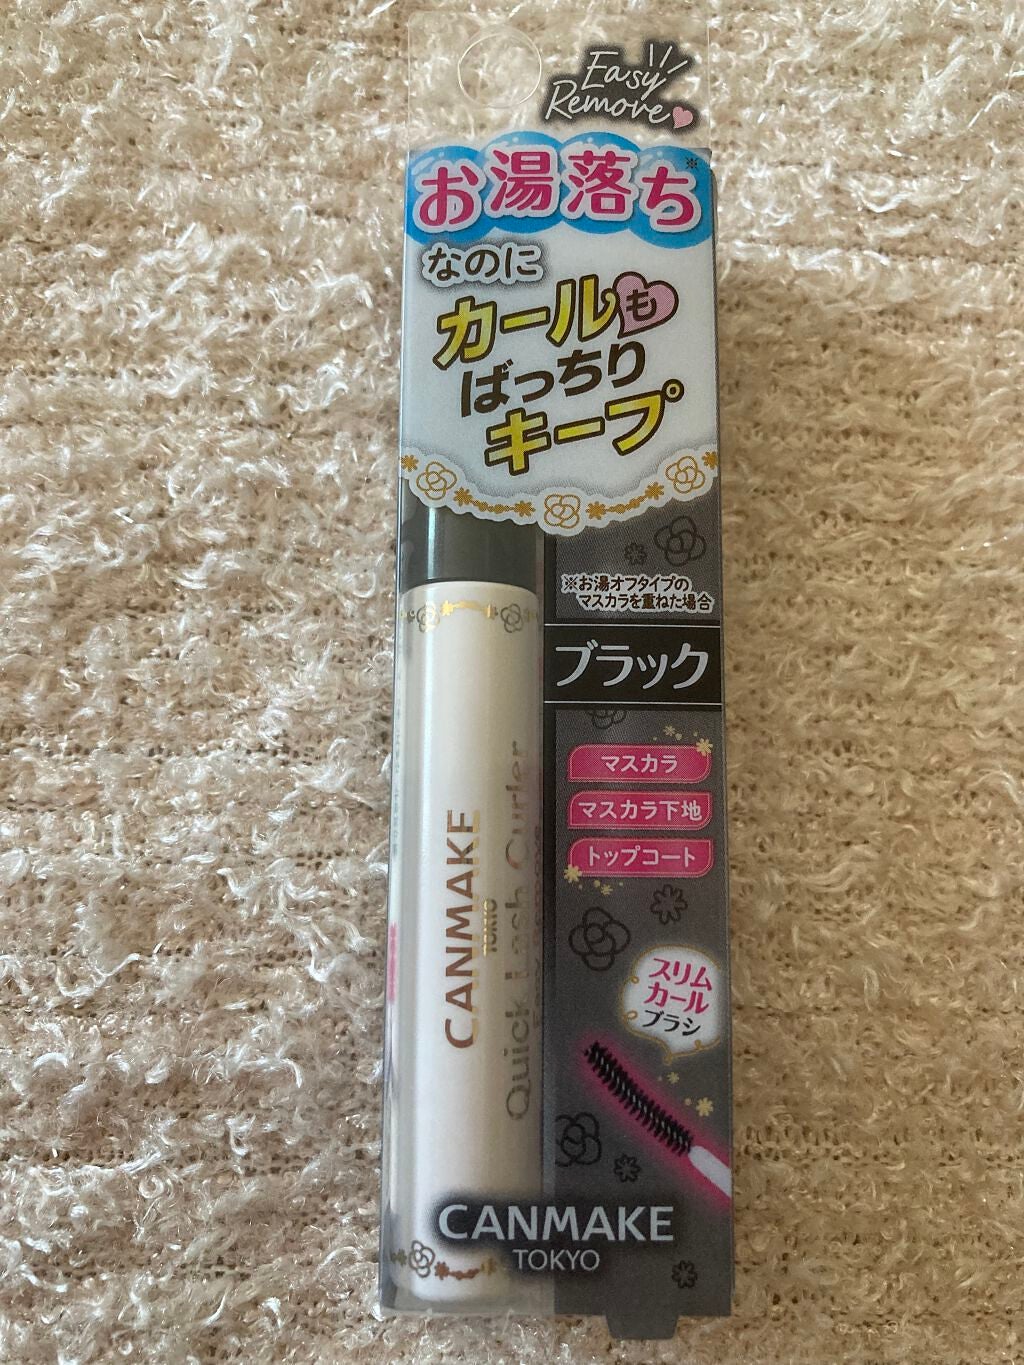 Easy
Remove
お湯落ち※
なのに
カールも
ばっちり
キープ
※お湯オフタイプの
マスカラを重ねた場合
ブラック
マスカラ
マスカラ下地
トップコート
スリム
カール
ブラシ
CANMAKE
TOKYO
Quick Lash Curler
CANMAKE
TOKYO